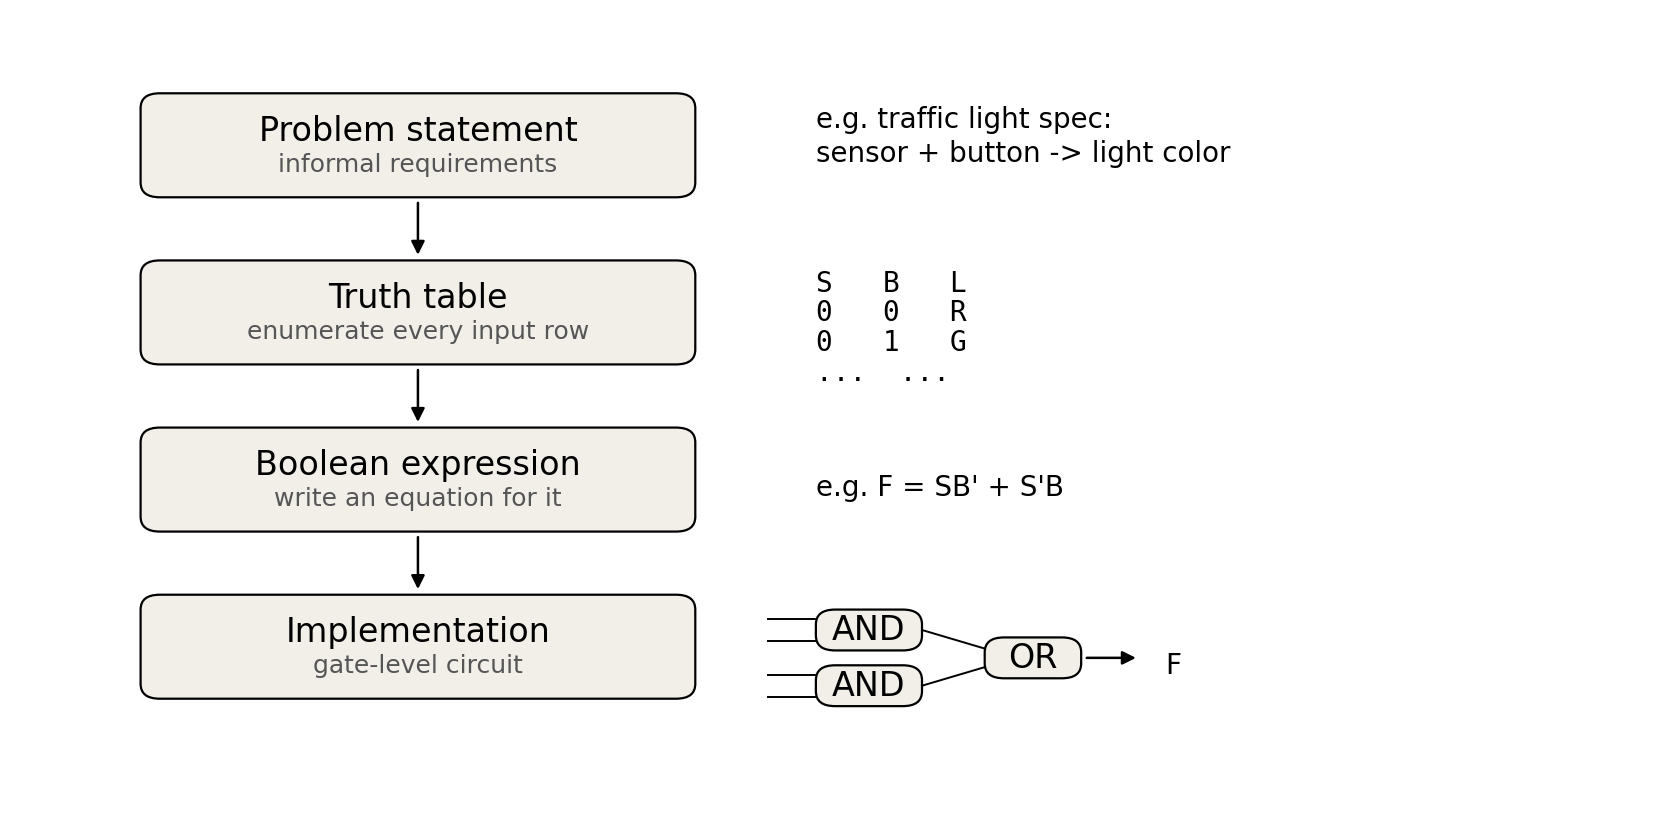 Problem statement
informal requirements
e.g. traffic light spec:
sensor + button -> light color
Truth table
enumerate every input row
S B L
0 0 R
0 1 G
... ...
Boolean expression
write an equation for it
e.g. F = SB' + S'B
Implementation
gate-level circuit
AND
AND
OR
F